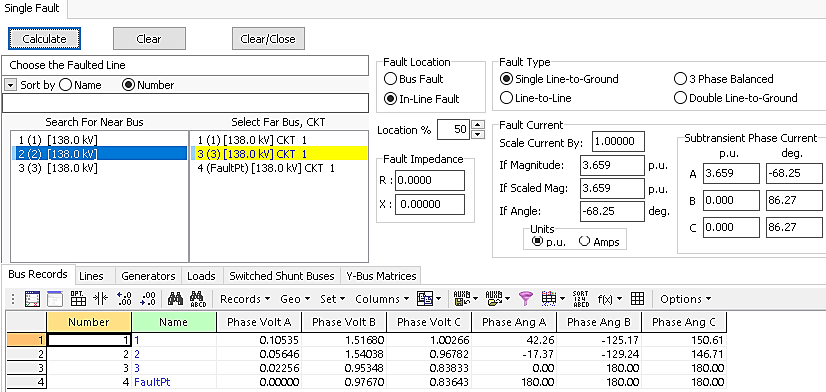 Single Fault
Calculate Clear Clear/Close
Choose the Faulted Line
Sort by Name Number
Search For Near Bus Select Far Bus, CKT
1 (1) [138.0 kV] 1 (1) [138.0 kV] CKT 1
2 (2) [138.0 kV] 3 (3) [138.0 kV] CKT 1
3 (3) [138.0 kV] 4 (FaultPt) [138.0 kV] CKT 1
Fault Location
Bus Fault
In-Line Fault
Location % 50
Fault Impedance
R : 0.0000
X : 0.00000
Fault Type
Single Line-to-Ground 3 Phase Balanced
Line-to-Line Double Line-to-Ground
Fault Current
Scale Current By: 1.00000
If Magnitude: 3.659 p.u.
If Scaled Mag: 3.659 p.u.
If Angle: -68.25 deg.
Units
p.u. Amps
Subtransient Phase Current
p.u. deg.
A 3.659 -68.25
B 0.000 86.27
C 0.000 86.27
Bus Records Lines Generators Loads Switched Shunt Buses Y-Bus Matrices
OPT. .00 .0 ABCD Records Geo Set Columns AUXB AUXB SORT 124 ABED f(x) Options
Number Name Phase Volt A Phase Volt B Phase Volt C Phase Ang A Phase Ang B Phase Ang C
1 1 1 0.10535 1.51680 1.00266 42.26 -125.17 150.61
2 2 2 0.05646 1.54038 0.96782 -17.37 -129.24 146.71
3 3 3 0.02256 0.95348 0.83833 0.00 180.00 180.00
4 4 FaultPt 0.00000 0.97670 0.83643 180.00 180.00 180.00